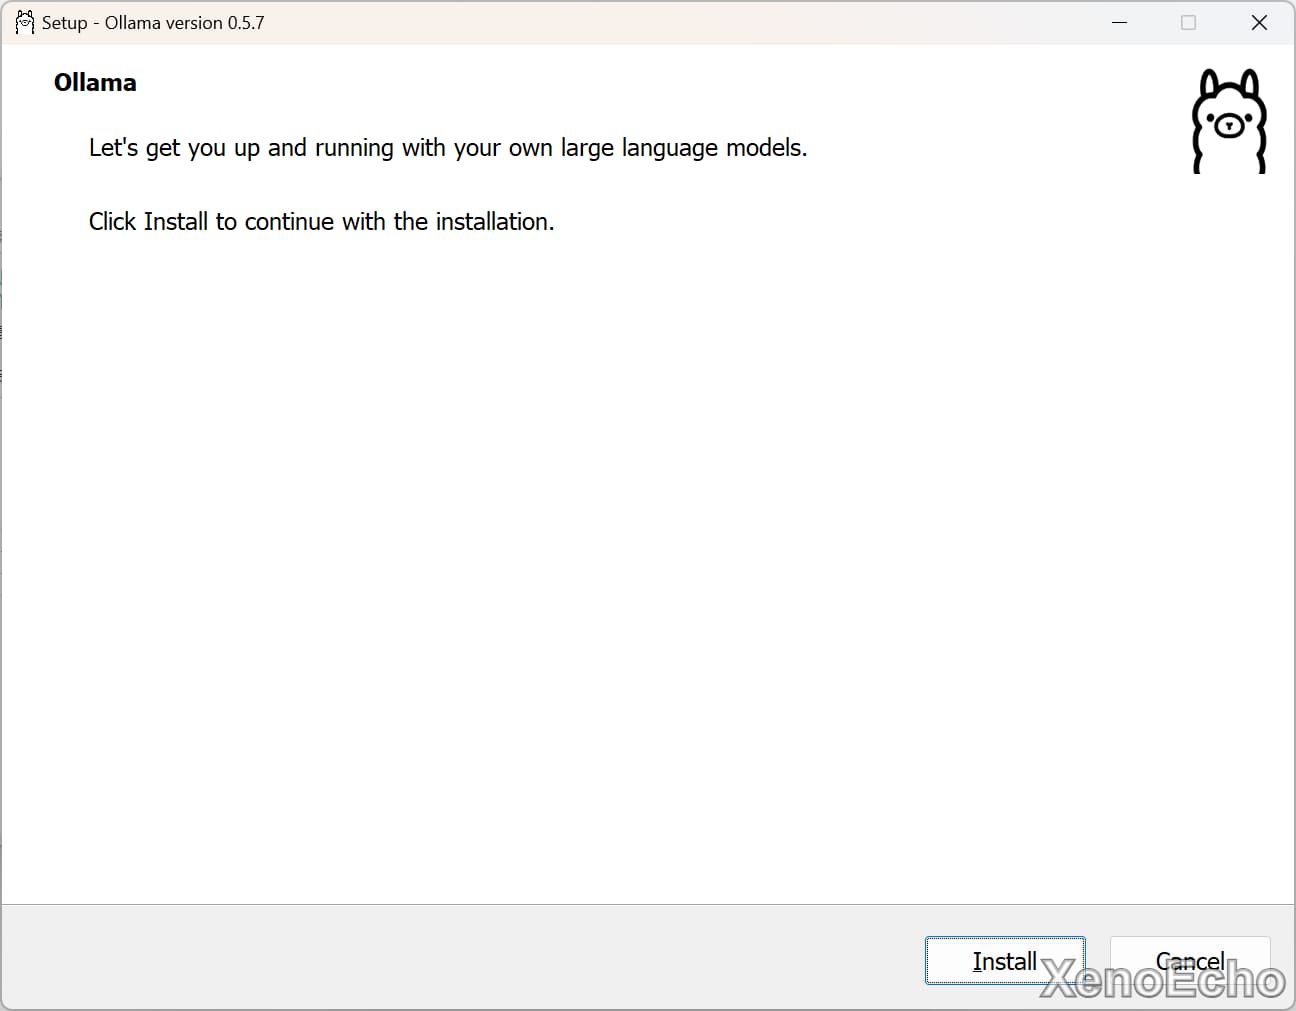 Setup - Ollama version 0.5.7
Ollama
Let's get you up and running with your own large language models.
Click Install to continue with the installation.
Install
Cancel
XenoEcho